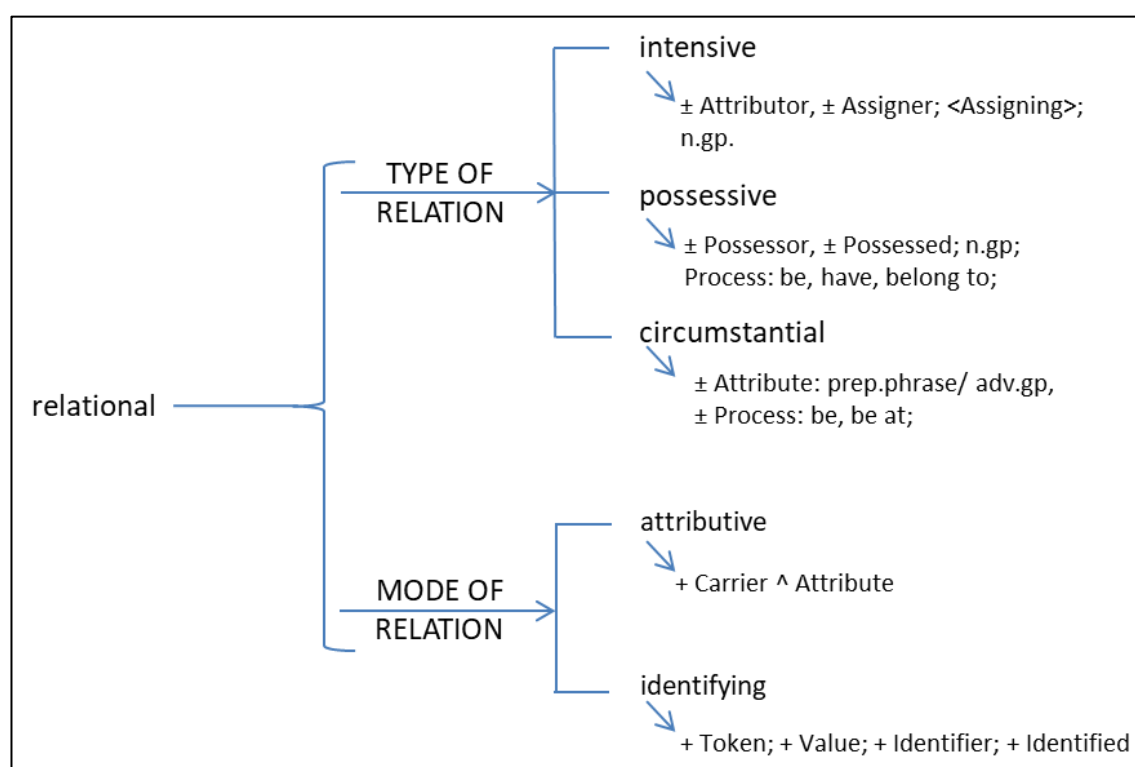 intensive
± Attributor, ± Assigner; <Assigning>;
n.gp.
TYPE OF
RELATION
possessive
± Possessor, ± Possessed; n.gp;
Process: be, have, belong to;
circumstantial
± Attribute: prep.phrase/ adv.gp,
± Process: be, be at;
relational
attributive
+ Carrier ^ Attribute
MODE OF
RELATION
identifying
+ Token; + Value; + Identifier; + Identified